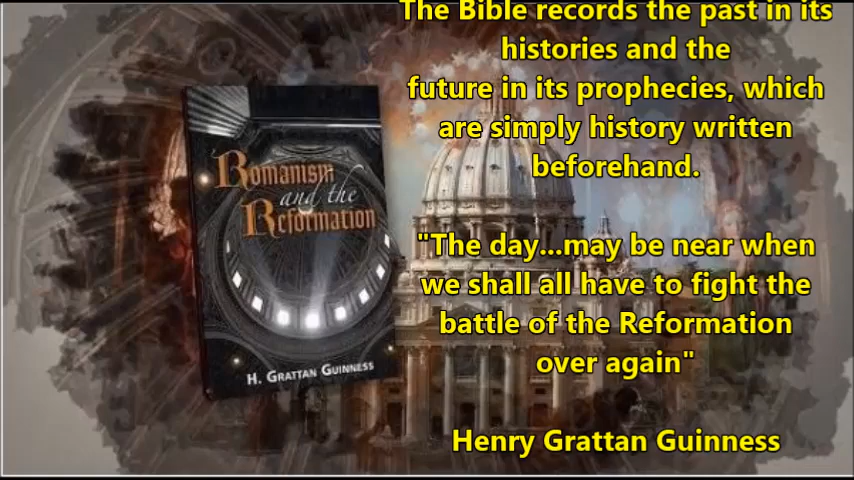 The Bible records the past in its
histories and the
future in its prophecies, which
are simply history written
beforehand.
"The day...may be near when
we shall all have to fight the
battle of the Reformation
over again"
Henry Grattan Guinness
Romanism
and the
Reformation
H. GRATTAN GUINNESS